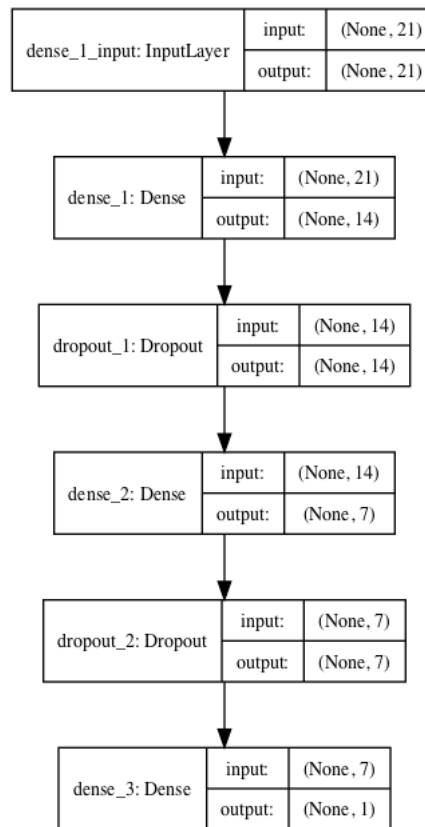 dense_1_input: InputLayer
input: (None, 21)
output: (None, 21)
dense_1: Dense
input: (None, 21)
output: (None, 14)
dropout_1: Dropout
input: (None, 14)
output: (None, 14)
dense_2: Dense
input: (None, 14)
output: (None, 7)
dropout_2: Dropout
input: (None, 7)
output: (None, 7)
dense_3: Dense
input: (None, 7)
output: (None, 1)